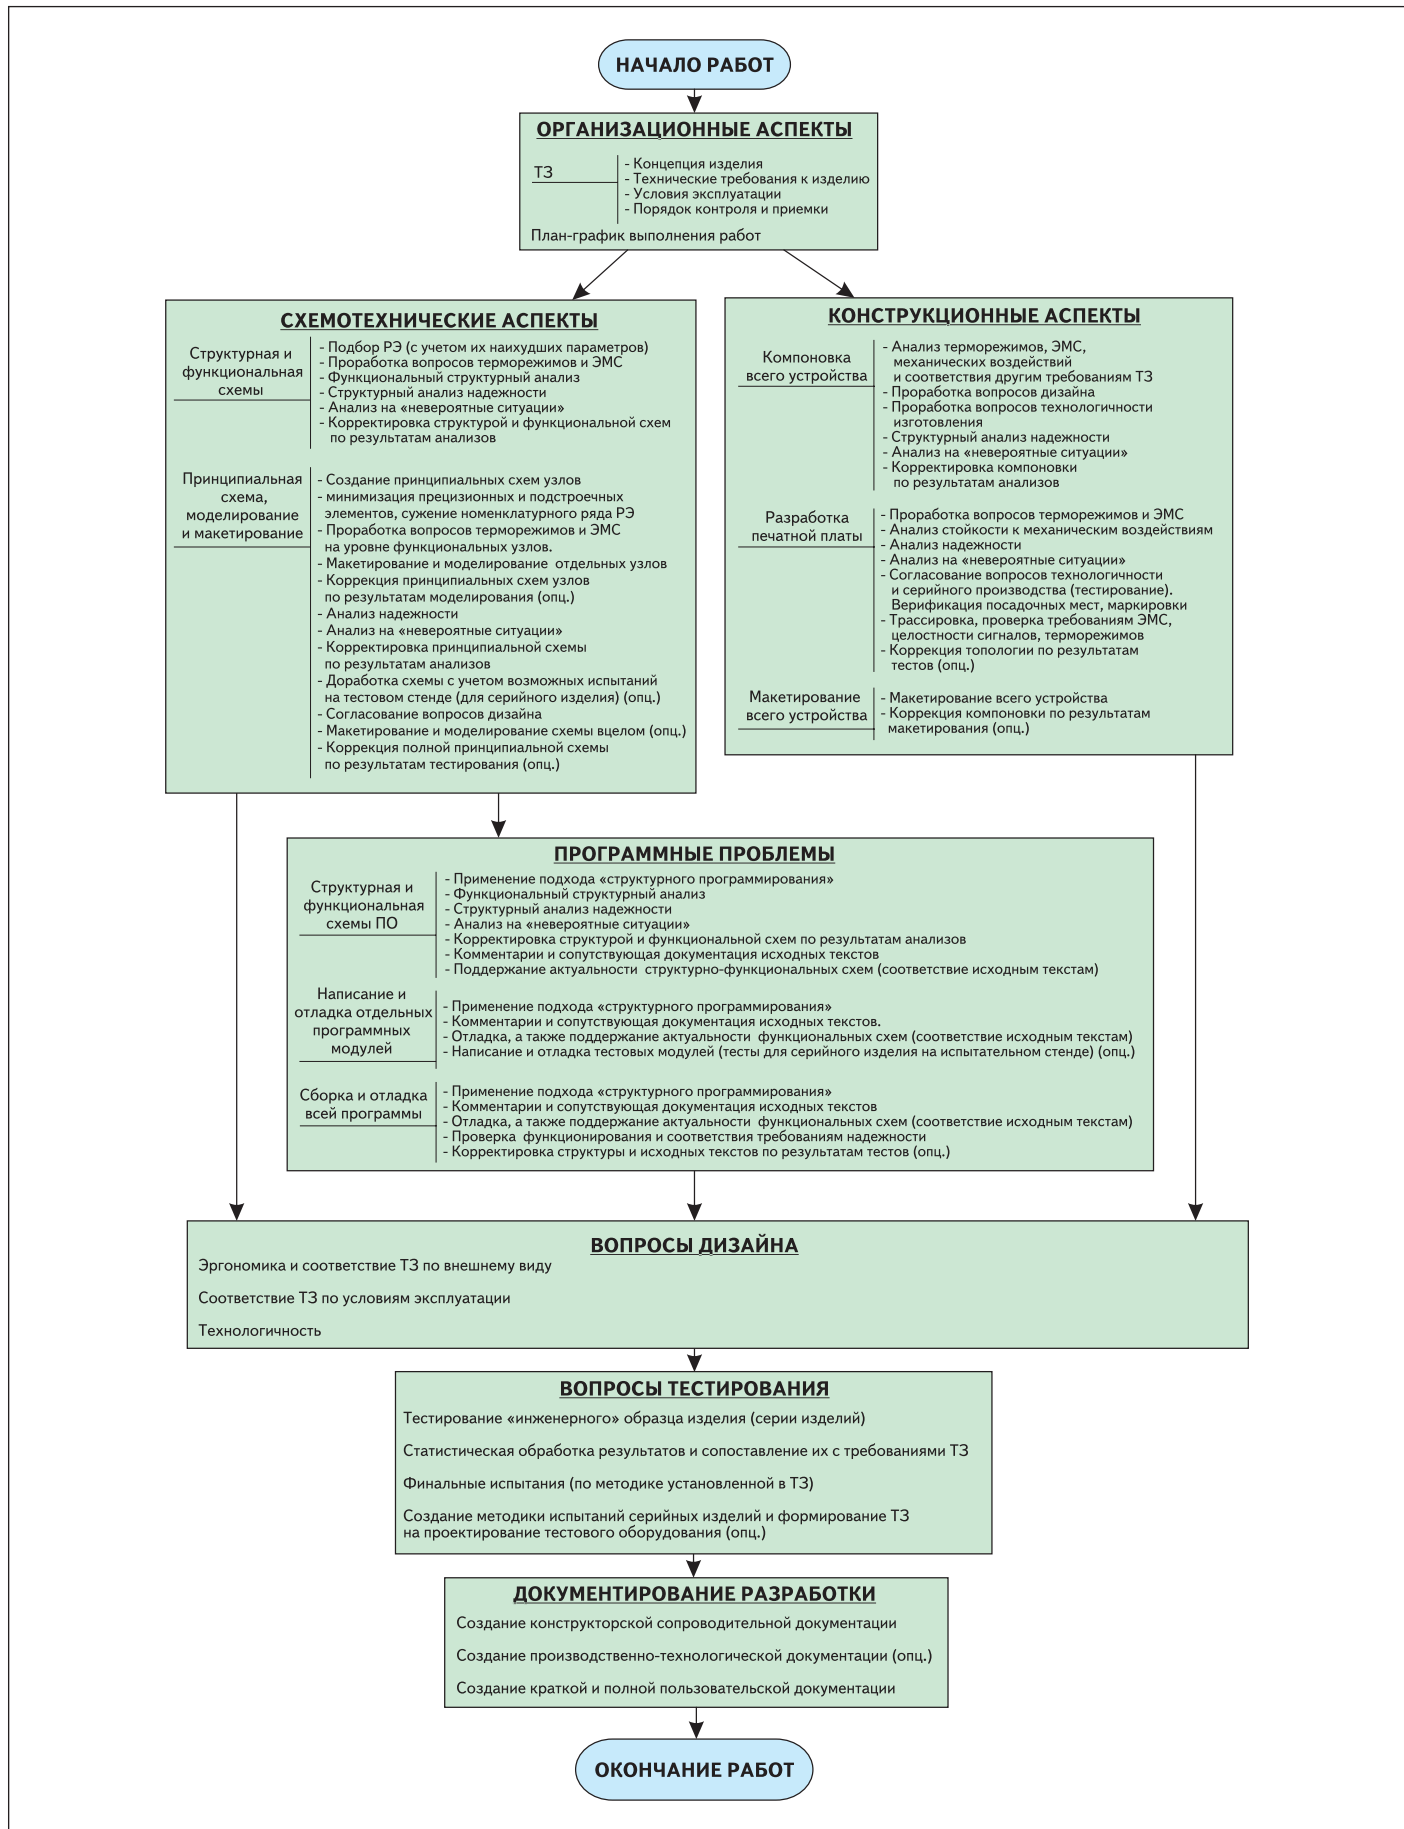 НАЧАЛО РАБОТ
ОРГАНИЗАЦИОННЫЕ АСПЕКТЫ
ТЗ
- Концепция изделия
- Технические требования к изделию
- Условия эксплуатации
- Порядок контроля и приемки
План-график выполнения работ
СХЕМОТЕХНИЧЕСКИЕ АСПЕКТЫ
Структурная и
функциональная
схемы
- Подбор РЭ (с учетом их наихудших параметров)
- Проработка вопросов терморежимов и ЭМС
- Функциональный структурный анализ
- Структурный анализ надежности
- Анализ на «невероятные ситуации»
- Корректировка структурой и функциональной схем
по результатам анализов
Принципиальная
схема,
моделирование
и макетирование
- Создание принципиальных схем узлов
- минимизация прецизионных и подстроечных
элементов, сужение номенклатурного ряда РЭ
- Проработка вопросов терморежимов и ЭМС
на уровне функциональных узлов.
- Макетирование и моделирование отдельных узлов
- Коррекция принципиальных схем узлов
по результатам моделирования (опц.)
- Анализ надежности
- Анализ на «невероятные ситуации»
- Корректировка принципиальной схемы
по результатам анализов
- Доработка схемы с учетом возможных испытаний
на тестовом стенде (для серийного изделия) (опц.)
- Согласование вопросов дизайна
- Макетирование и моделирование схемы вцелом (опц.)
- Коррекция полной принципиальной схемы
по результатам тестирования (опц.)
КОНСТРУКЦИОННЫЕ АСПЕКТЫ
Компоновка
всего устройства
- Анализ терморежимов, ЭМС,
механических воздействий
и соответствия другим требованиям ТЗ
- Проработка вопросов дизайна
- Проработка вопросов технологичности
изготовления
- Структурный анализ надежности
- Анализ на «невероятные ситуации»
- Корректировка компоновки
по результатам анализов
Разработка
печатной платы
- Проработка вопросов терморежимов и ЭМС
- Анализ стойкости к механическим воздействиям
- Анализ надежности
- Анализ на «невероятные ситуации»
- Согласование вопросов технологичности
и серийного производства (тестирование).
Верификация посадочных мест, маркировки
- Трассировка, проверка требованиям ЭМС,
целостности сигналов, терморежимов
- Коррекция топологии по результатам
тестов (опц.)
Макетирование
всего устройства
- Макетирование всего устройства
- Коррекция компоновки по результатам
макетирования (опц.)
ПРОГРАММНЫЕ ПРОБЛЕМЫ
Структурная и
функциональная
схемы ПО
- Применение подхода «структурного программирования»
- Функциональный структурный анализ
- Структурный анализ надежности
- Анализ на «невероятные ситуации»
- Корректировка структурой и функциональной схем по результатам анализов
- Комментарии и сопутствующая документация исходных текстов
- Поддержание актуальности структурно-функциональных схем (соответствие исходным текстам)
Написание и
отладка отдельных
программных
модулей
- Применение подхода «структурного программирования»
- Комментарии и сопутствующая документация исходных текстов.
- Отладка, а также поддержание актуальности функциональных схем (соответствие исходным текстам)
- Написание и отладка тестовых модулей (тесты для серийного изделия на испытательном стенде) (опц.)
Сборка и отладка
всей программы
- Применение подхода «структурного программирования»
- Комментарии и сопутствующая документация исходных текстов
- Отладка, а также поддержание актуальности функциональных схем (соответствие исходным текстам)
- Проверка функционирования и соответствия требованиям надежности
- Корректировка структуры и исходных текстов по результатам тестов (опц.)
ВОПРОСЫ ДИЗАЙНА
Эргономика и соответствие ТЗ по внешнему виду
Соответствие ТЗ по условиям эксплуатации
Технологичность
ВОПРОСЫ ТЕСТИРОВАНИЯ
Тестирование «инженерного» образца изделия (серии изделий)
Статистическая обработка результатов и сопоставление их с требованиями ТЗ
Финальные испытания (по методике установленной в ТЗ)
Создание методики испытаний серийных изделий и формирование ТЗ
на проектирование тестового оборудования (опц.)
ДОКУМЕНТИРОВАНИЕ РАЗРАБОТКИ
Создание конструкторской сопроводительной документации
Создание производственно-технологической документации (опц.)
Создание краткой и полной пользовательской документации
ОКОНЧАНИЕ РАБОТ